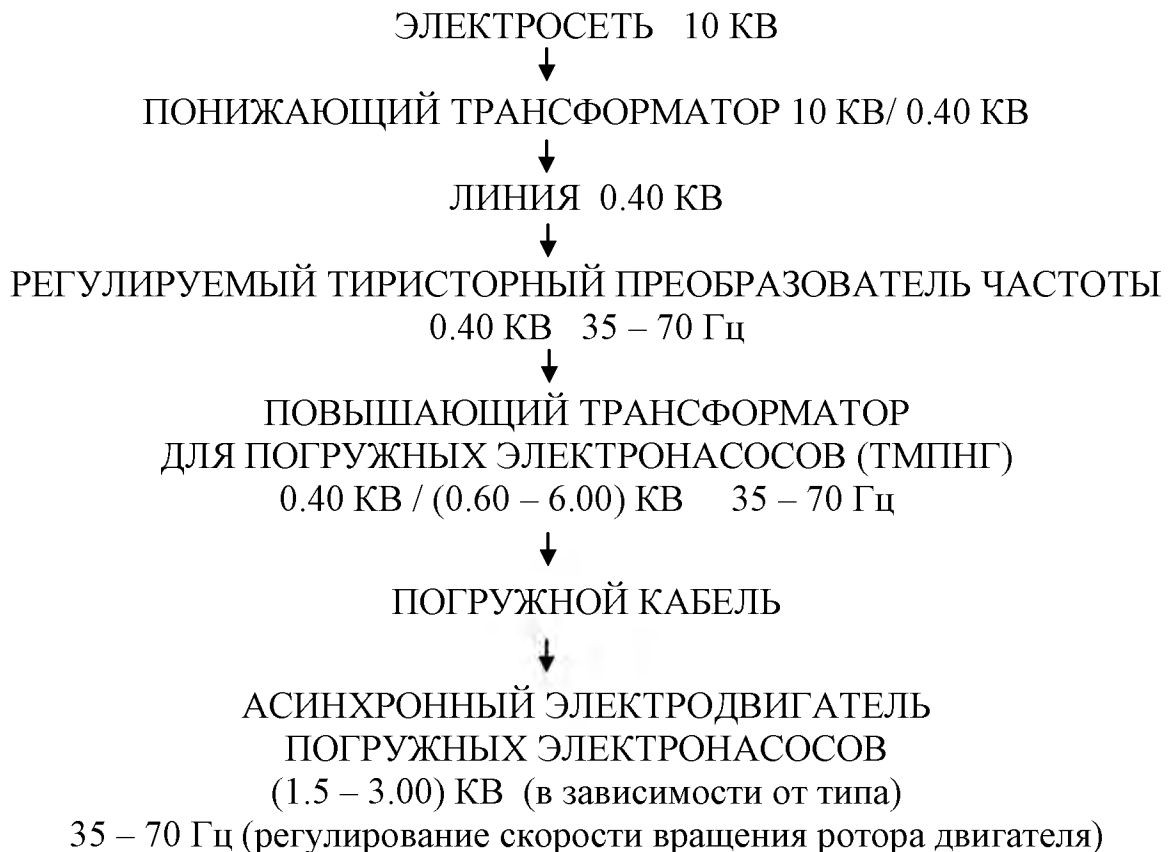 ЭЛЕКТРОСЕТЬ 10 КВ
ПОНИЖАЮЩИЙ ТРАНСФОРМАТОР 10 КВ/ 0.40 КВ
ЛИНИЯ 0.40 КВ
РЕГУЛИРУЕМЫЙ ТИРИСТОРНЫЙ ПРЕОБРАЗОВАТЕЛЬ ЧАСТОТЫ
0.40 КВ 35 – 70 Гц
ПОВЫШАЮЩИЙ ТРАНСФОРМАТОР
ДЛЯ ПОГРУЖНЫХ ЭЛЕКТРОНАСОСОВ (ТМПНГ)
0.40 КВ / (0.60 – 6.00) КВ 35 – 70 Гц
ПОГРУЖНОЙ КАБЕЛЬ
АСИНХРОННЫЙ ЭЛЕКТРОДВИГАТЕЛЬ
ПОГРУЖНЫХ ЭЛЕКТРОНАСОСОВ
(1.5 – 3.00) КВ (в зависимости от типа)
35 – 70 Гц (регулирование скорости вращения ротора двигателя)